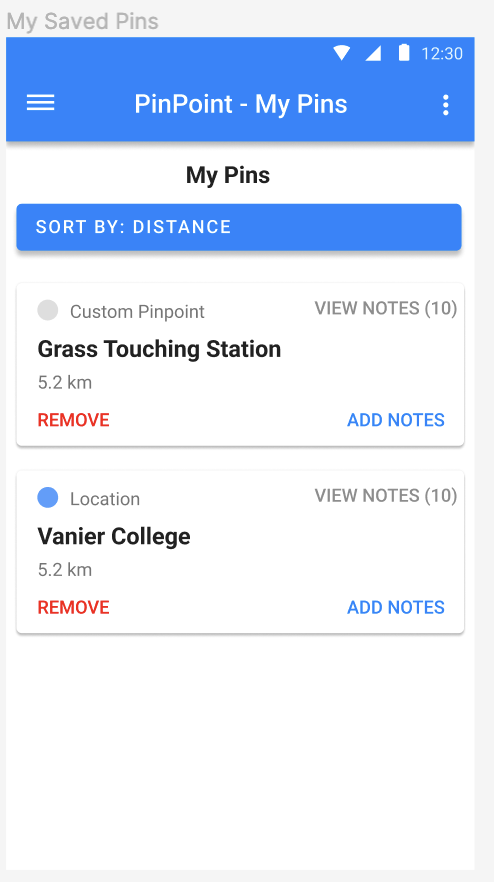 My Saved Pins
12:30
PinPoint - My Pins
My Pins
SORT BY: DISTANCE
Custom Pinpoint
VIEW NOTES (10)
Grass Touching Station
5.2 km
REMOVE
ADD NOTES
Location
VIEW NOTES (10)
Vanier College
5.2 km
REMOVE
ADD NOTES